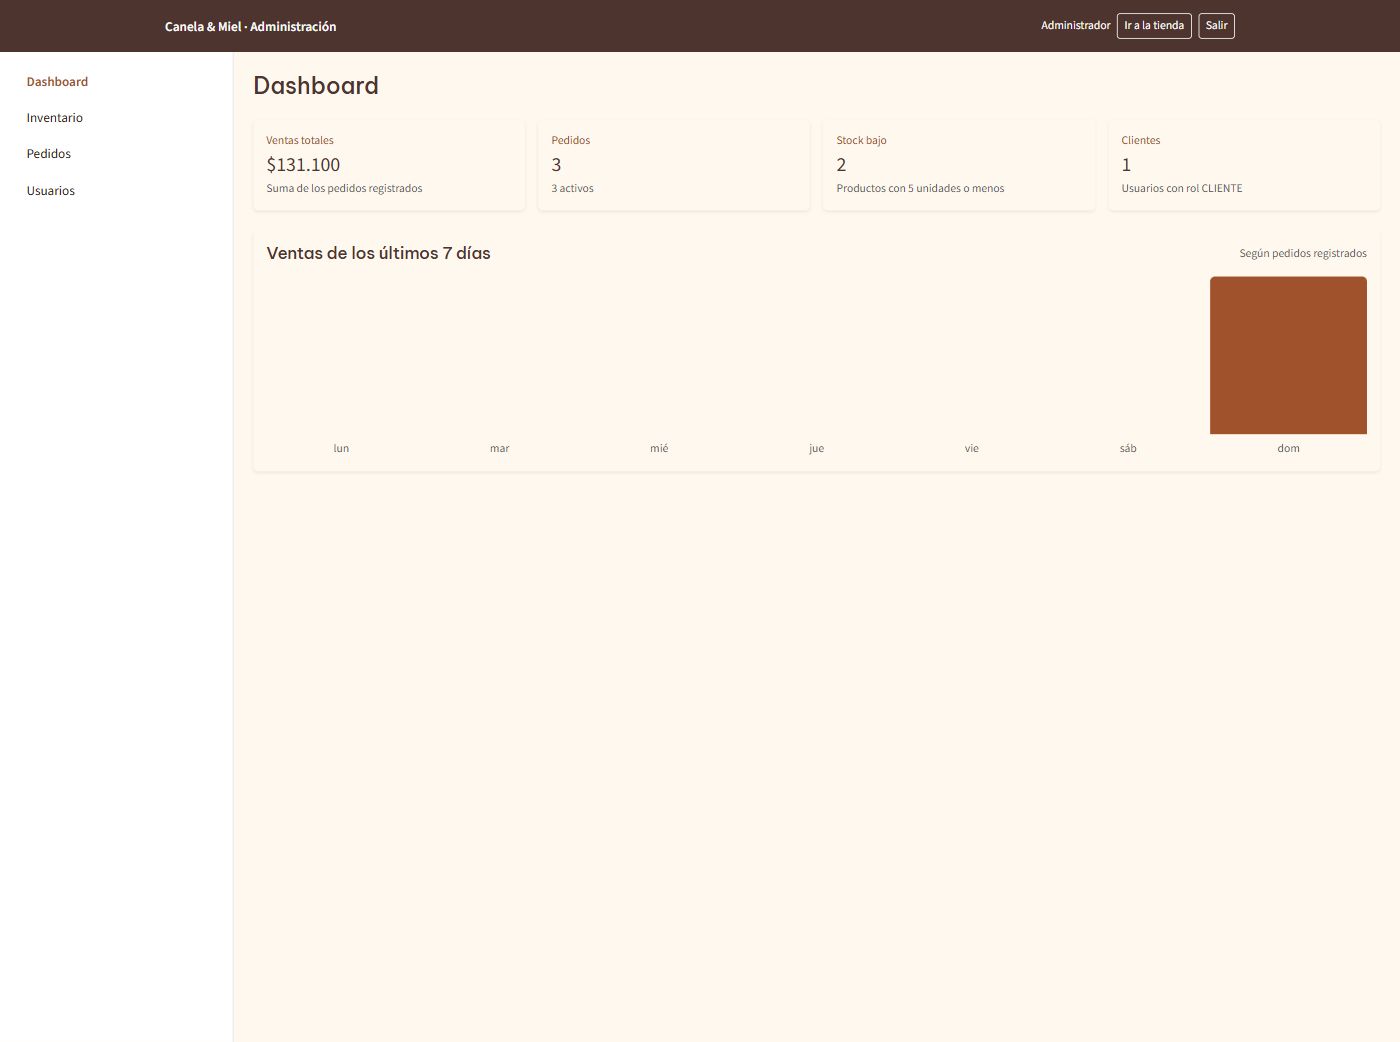 Canela & Miel · Administración
Administrador Ir a la tienda Salir
Dashboard
Inventario
Pedidos
Usuarios
Dashboard
Ventas totales
$131.100
Suma de los pedidos registrados
Pedidos
3
3 activos
Stock bajo
2
Productos con 5 unidades o menos
Clientes
1
Usuarios con rol CLIENTE
Ventas de los últimos 7 días
Según pedidos registrados
lun mar mié jue vie sáb dom